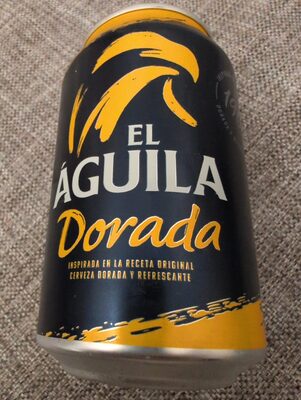 EL
ÁGUILA
Dorada
INSPIRADA EN LA RECETA ORIGINAL
CERVEZA DORADA Y REFRESCANTE